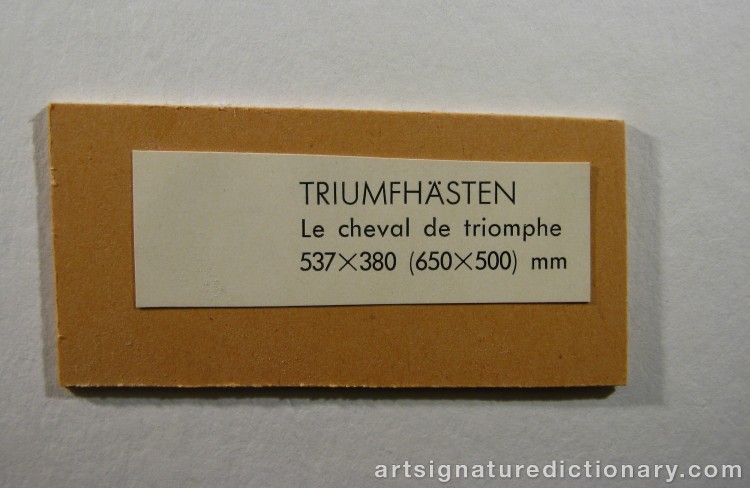 TRIUMFHÄSTEN
Le cheval de triomphe
537×380 (650×500) mm
artsignaturedictionary.com